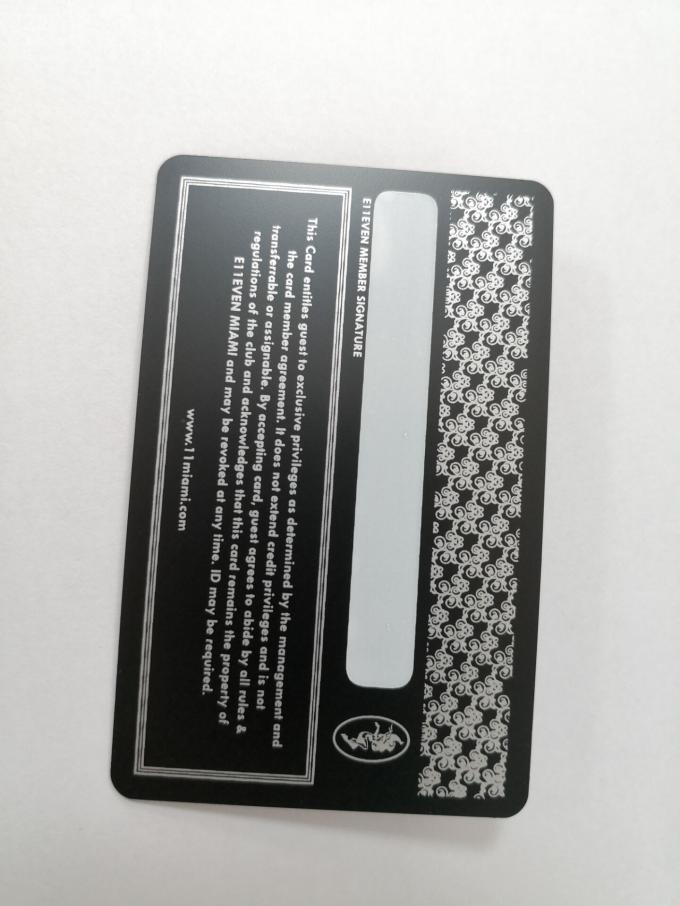 E11EVEN MEMBER SIGNATURE
This Card entitles guest to exclusive privileges as determined by the management and
the card member agreement. It does not extend credit privileges and is not
transferrable or assignable. By accepting card, guest agrees to abide by all rules &
regulations of the club and acknowledges that this card remains the property of
E11EVEN MIAMI and may be revoked at any time. ID may be required.
www.11miami.com